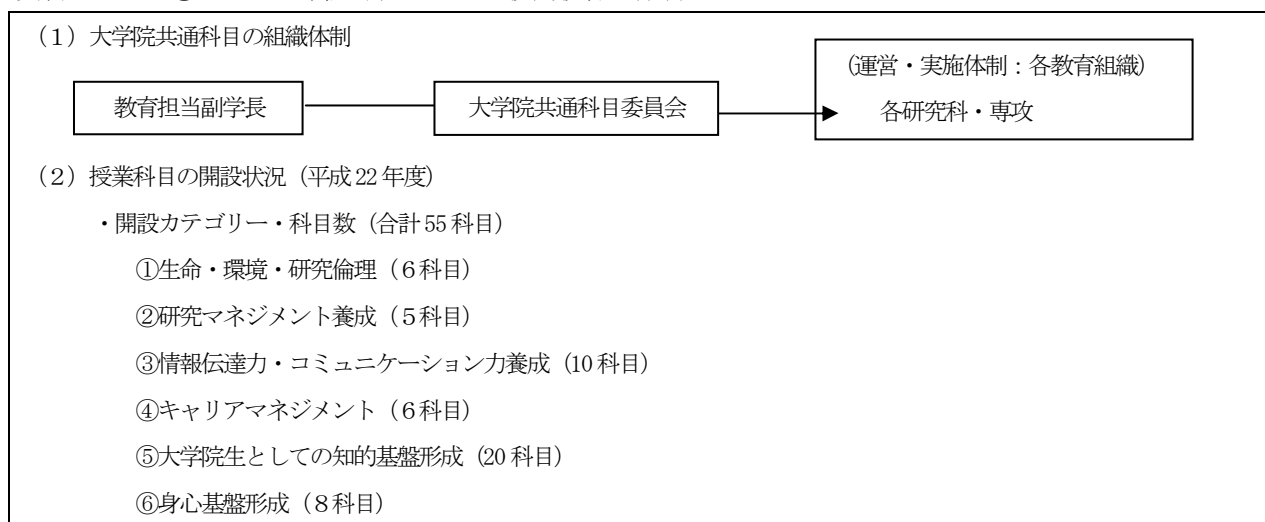 (1)大学院共通科目の組織体制
(運営・実施体制:各教育組織)
教育担当副学長
大学院共通科目委員会
各研究科・専攻
(2)授業科目の開設状況(平成22年度)
・開設カテゴリー・科目数(合計55科目)
①生命・環境・研究倫理(6科目)
②研究マネジメント養成(5科目)
③情報伝達力・コミュニケーション力養成(10科目)
④キャリアマネジメント(6科目)
⑤大学院生としての知的基盤形成(20科目)
⑥身心基盤形成(8科目)